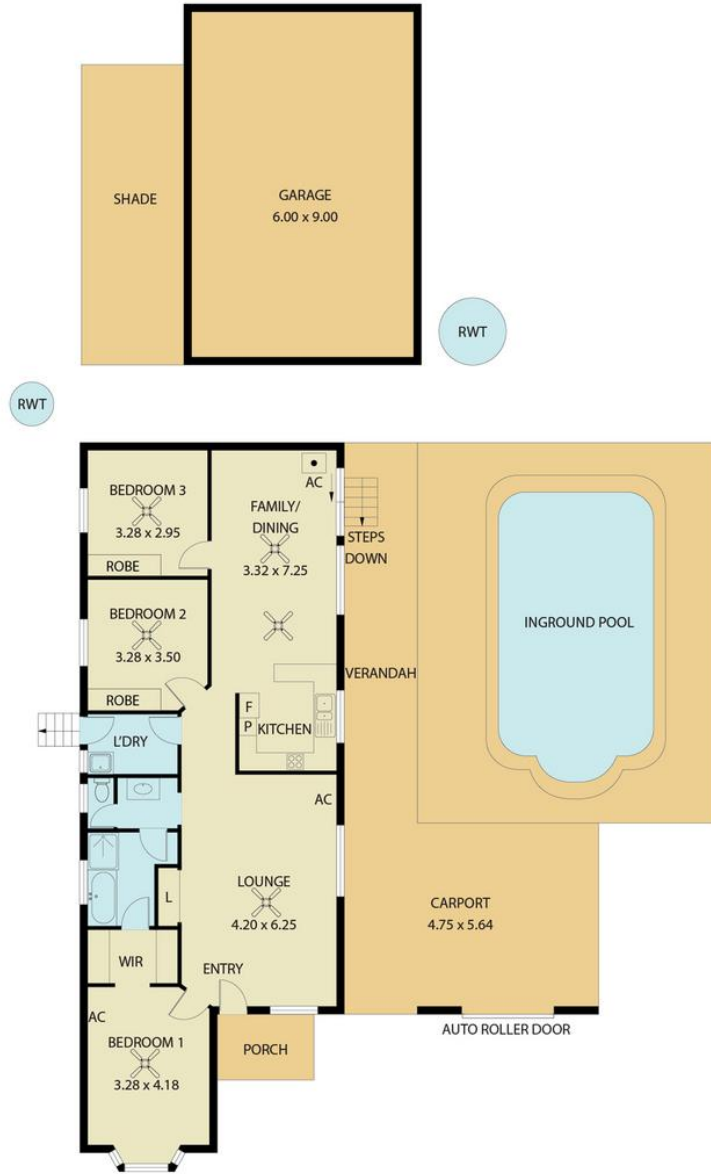 SHADE
GARAGE
6.00 x 9.00
RWT
RWT
BEDROOM 3
3.28 x 2.95
ROBE
FAMILY/
DINING
3.32 x 7.25
AC
STEPS
DOWN
BEDROOM 2
3.28 x 3.50
ROBE
INGROUND POOL
VERANDAH
L'DRY
F
P
KITCHEN
AC
LOUNGE
4.20 x 6.25
L
CARPORT
4.75 x 5.64
WIR
ENTRY
AC
BEDROOM 1
3.28 x 4.18
PORCH
AUTO ROLLER DOOR